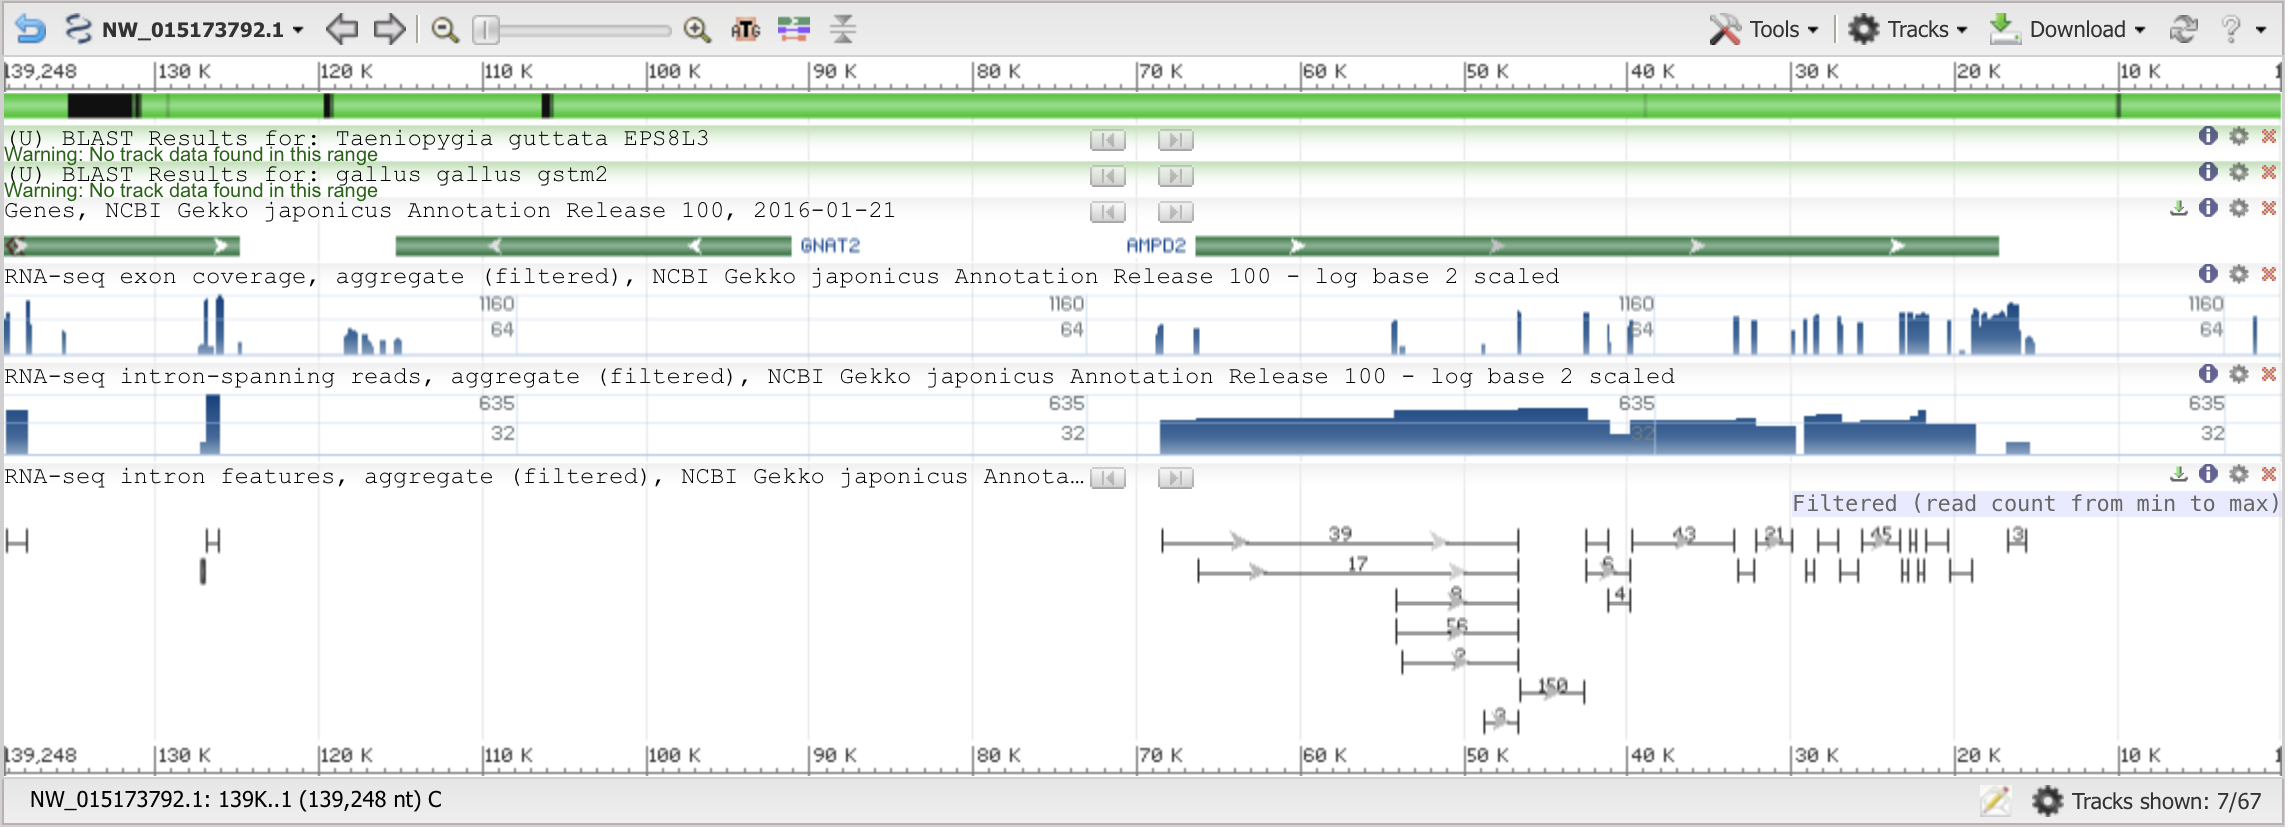 NW_015173792.1 ATG Tools Tracks Download ?
139,248 130 K 120 K 110 K 100 K 90 K 80 K 70 K 60 K 50 K 40 K 30 K 20 K 10 K 1
(U) BLAST Results for: Taeniopygia guttata EPS8L3
Warning: No track data found in this range
(U) BLAST Results for: gallus gallus gstm2
Warning: No track data found in this range
Genes, NCBI Gekko japonicus Annotation Release 100, 2016-01-21
GNAT2 AMPD2
RNA-seq exon coverage, aggregate (filtered), NCBI Gekko japonicus Annotation Release 100 - log base 2 scaled
1160 1160 1160 1160
64 64 64 64
RNA-seq intron-spanning reads, aggregate (filtered), NCBI Gekko japonicus Annotation Release 100 - log base 2 scaled
635 635 635 635
32 32 32 32
RNA-seq intron features, aggregate (filtered), NCBI Gekko japonicus Annota…
Filtered (read count from min to max)
39 43 21 45 3
17 6
8 4
56
2
150
3
139,248 130 K 120 K 110 K 100 K 90 K 80 K 70 K 60 K 50 K 40 K 30 K 20 K 10 K 1
NW_015173792.1: 139K..1 (139,248 nt) C Tracks shown: 7/67